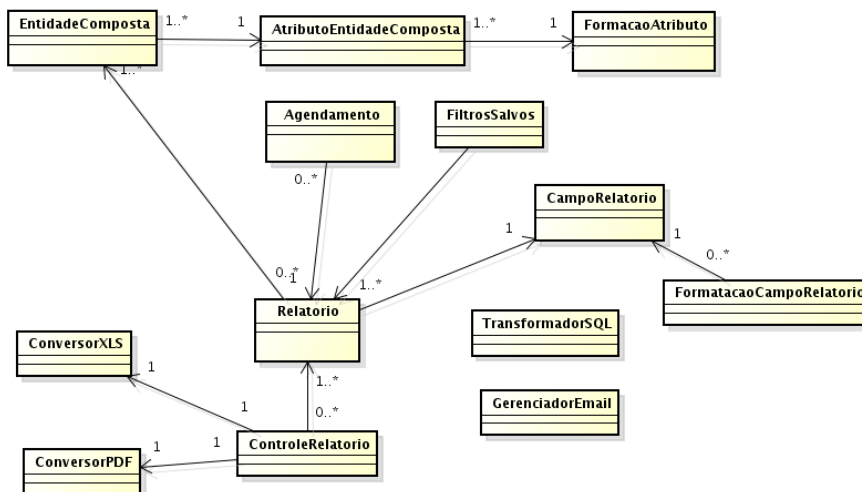 EntidadeComposta
1..*
1
AtributoEntidadeComposta
1..*
1
FormacaoAtributo
1..*
Agendamento
FiltrosSalvos
0..*
CampoRelatorio
1
1
0..*
0..*
1
1..*
FormatacaoCampoRelatorio
Relatorio
TransformadorSQL
ConversorXLS
1
1..*
1
0..*
GerenciadorEmail
ControleRelatorio
1
1
ConversorPDF